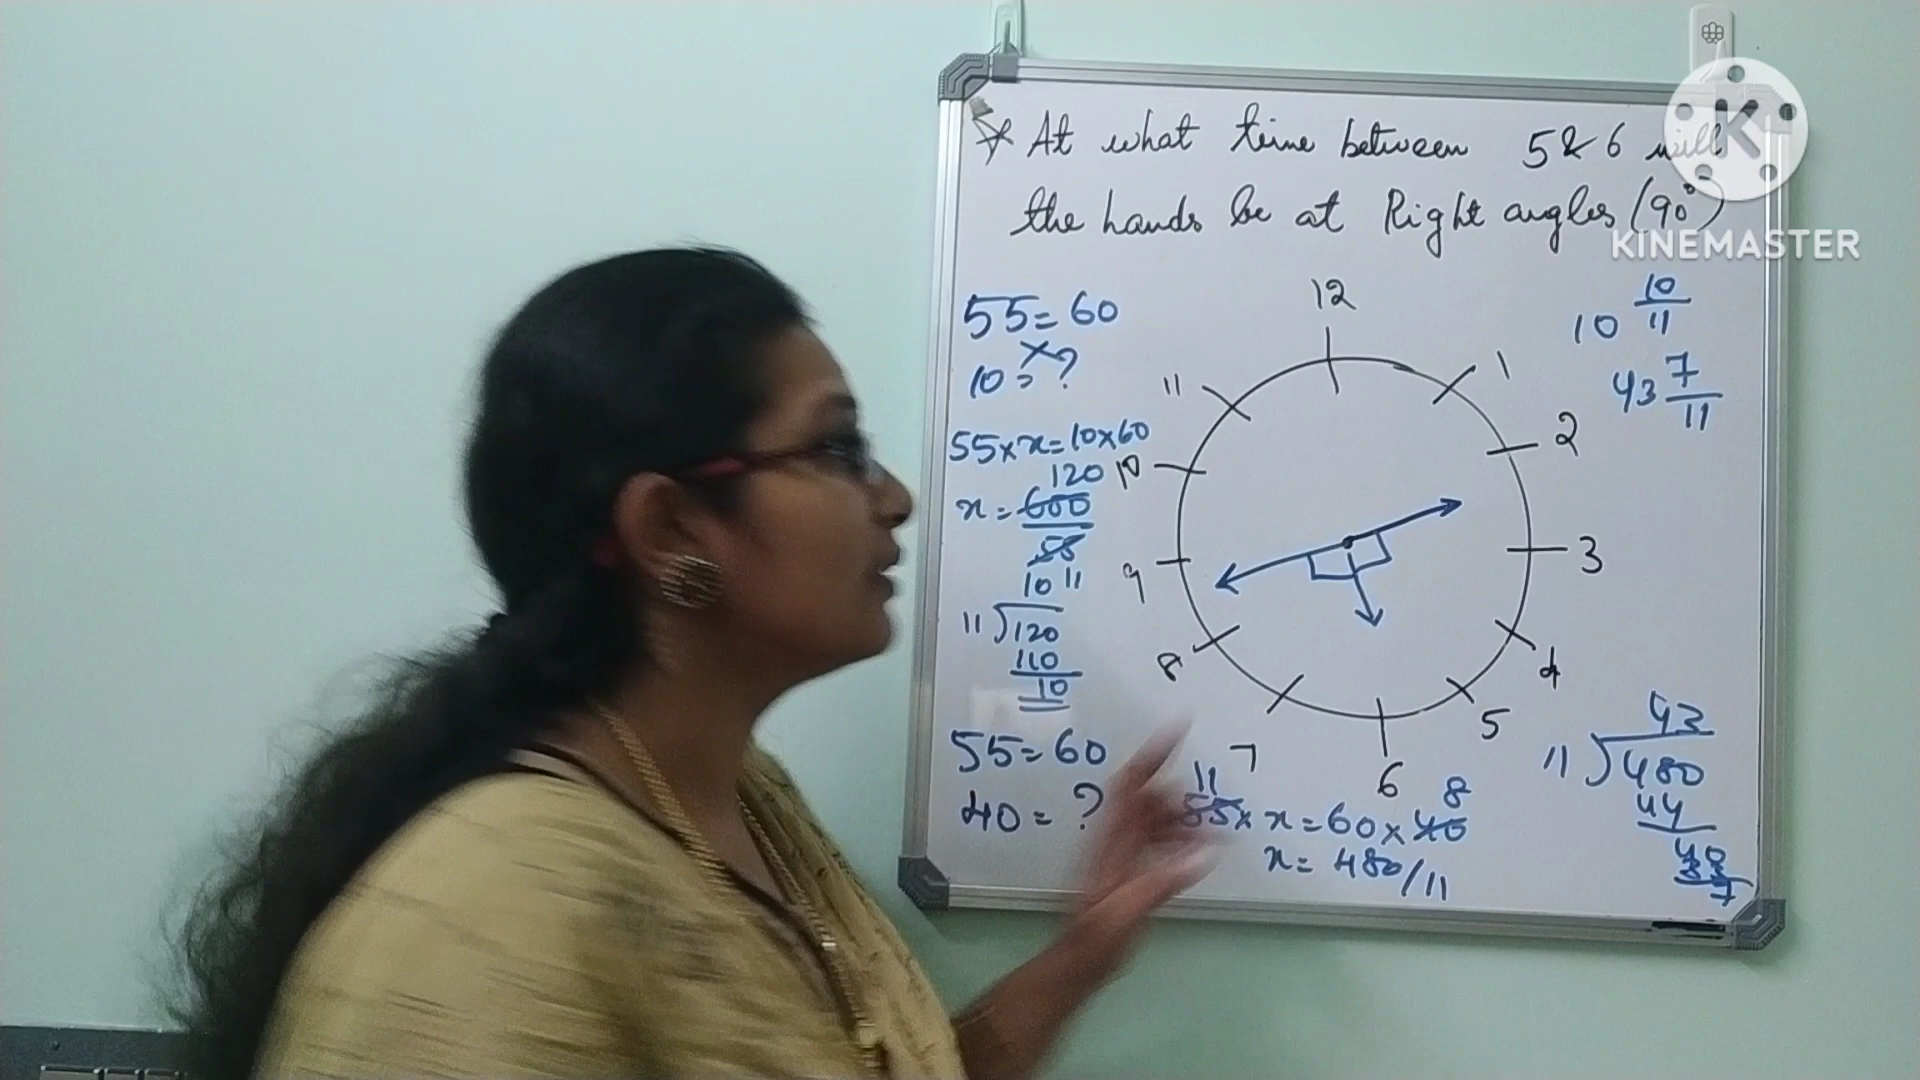 At what time between 5 & 6 will
the hands be at Right angles (90°)
K
KINEMASTER
55 = 60
10 = ?
55 × x = 10 × 60
120
x = 600
55
10 11
11 ) 120
110
10
55 = 60
40 = ?
12
1
2
3
4
5
6
7
8
9
10
11
11
8
55 × x = 60 × 40
x = 480/11
10 10/11
43 7/11
43
11 ) 480
44
40
33
7